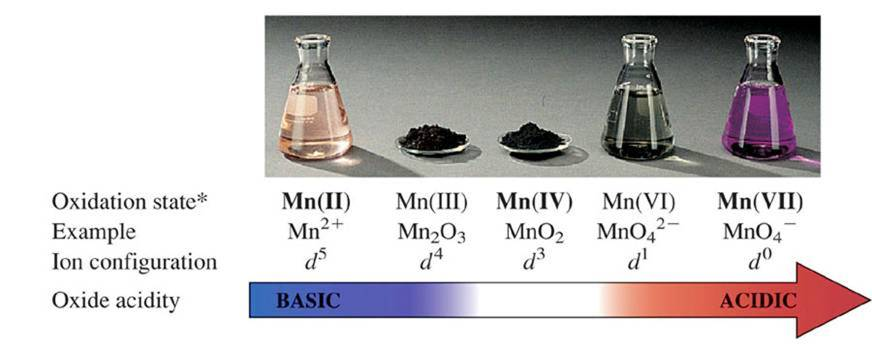 Oxidation state* Mn(II) Mn(III) Mn(IV) Mn(VI) Mn(VII)
Example Mn²⁺ Mn₂O₃ MnO₂ MnO₄²⁻ MnO₄⁻
Ion configuration d⁵ d⁴ d³ d¹ d⁰
Oxide acidity BASIC ACIDIC